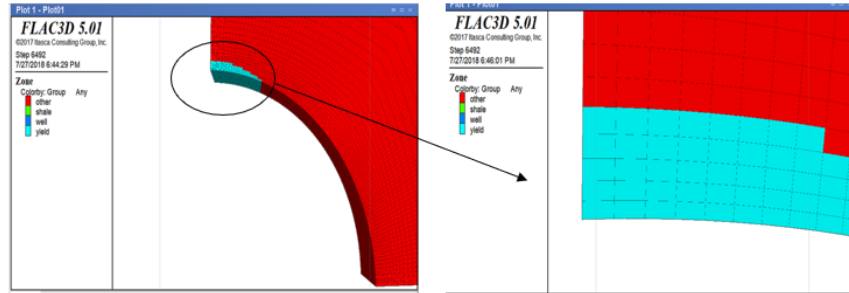 Plot 1 - Plot01
FLAC3D 5.01
©2017 Itasca Consulting Group, Inc.
Step 6492
7/27/2018 6:44:29 PM
Zone
Colorby: Group Any
other
shale
well
yield
Plot 1 - Plot01
FLAC3D 5.01
©2017 Itasca Consulting Group, Inc.
Step 6492
7/27/2018 6:46:01 PM
Zone
Colorby: Group Any
other
shale
well
yield